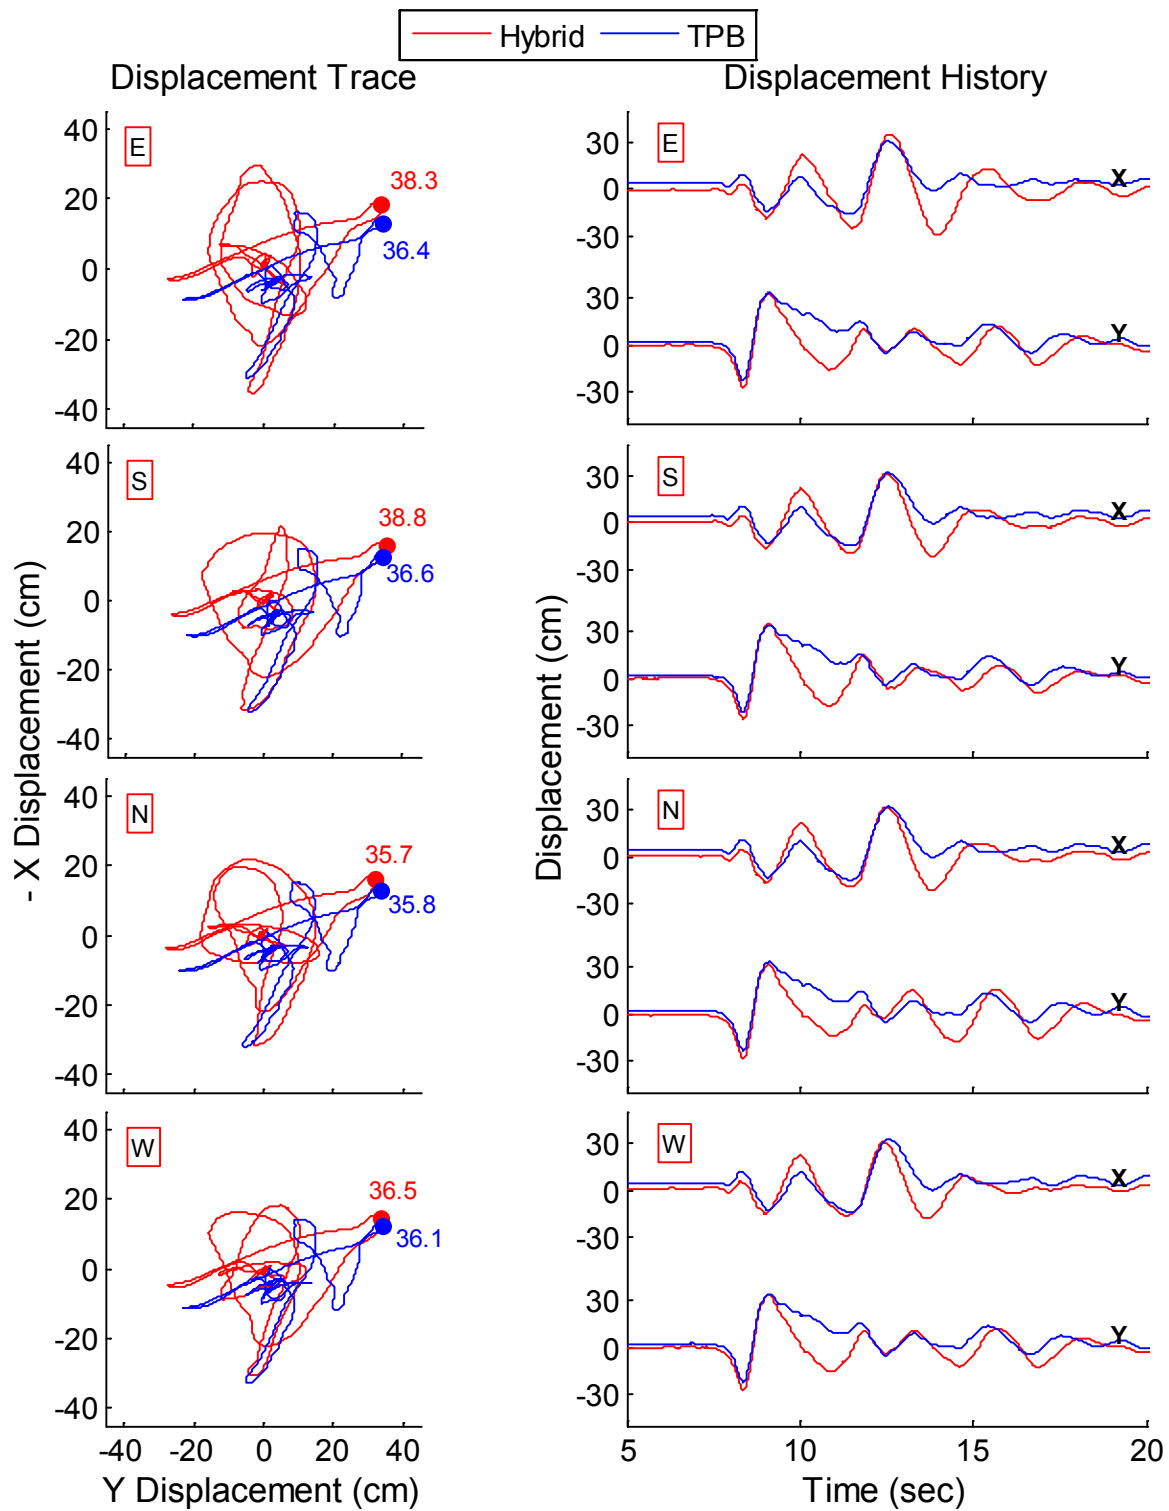 Hybrid TPB
Displacement Trace
Displacement History
- X Displacement (cm)
Displacement (cm)
E
40
20
0
-20
-40
38.3
36.4
E
30
0
-30
X
30
0
-30
Y
S
40
20
0
-20
-40
38.8
36.6
S
30
0
-30
X
30
0
-30
Y
N
40
20
0
-20
-40
35.7
35.8
N
30
0
-30
X
30
0
-30
Y
W
40
20
0
-20
-40
36.5
36.1
W
30
0
-30
X
30
0
-30
Y
-40 -20 0 20 40
5 10 15 20
Y Displacement (cm)
Time (sec)